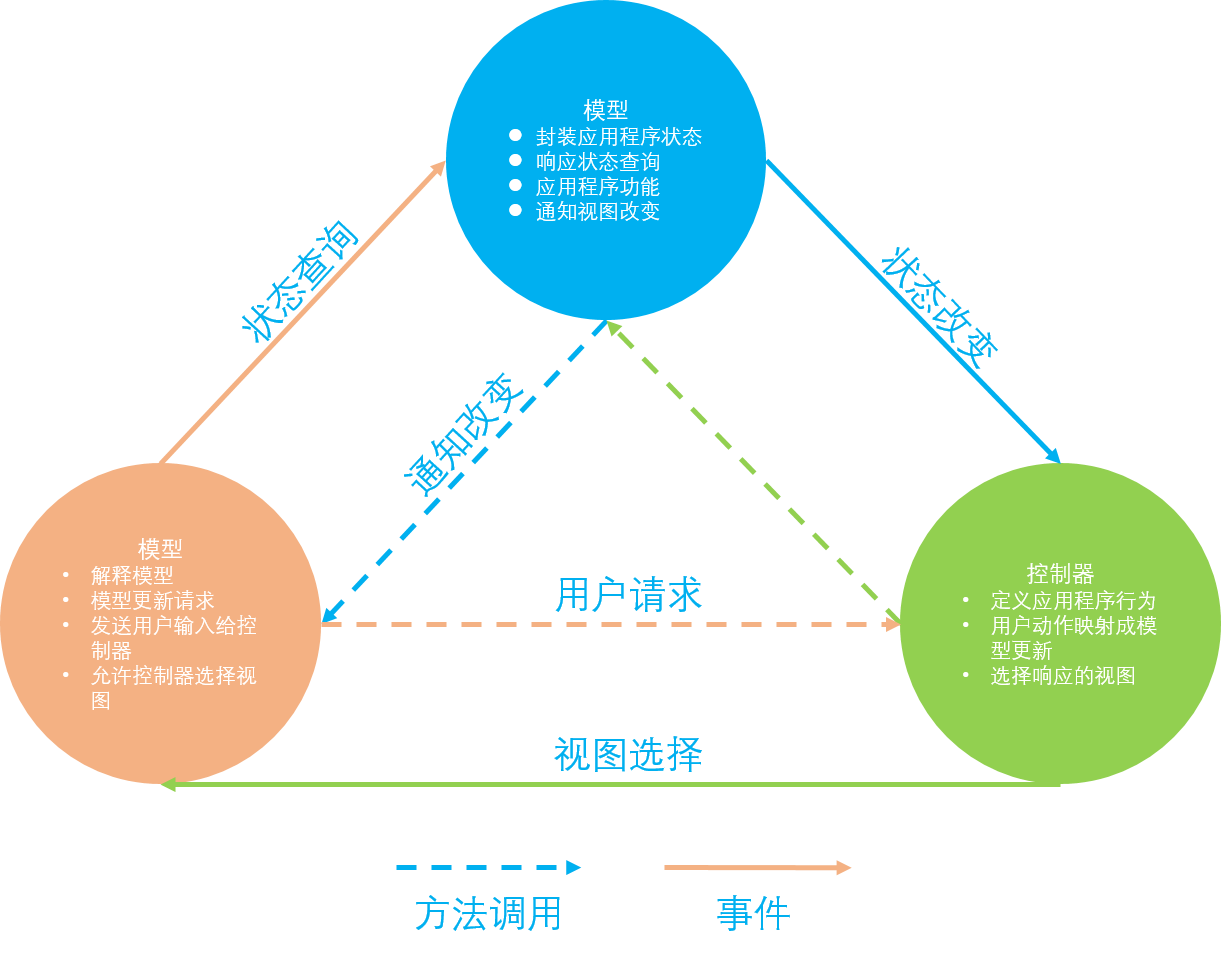 模型
● 封装应用程序状态
● 响应状态查询
● 应用程序功能
● 通知视图改变
状态查询
状态改变
通知改变
模型
• 解释模型
• 模型更新请求
• 发送用户输入给控
制器
• 允许控制器选择视
图
用户请求
控制器
• 定义应用程序行为
• 用户动作映射成模
型更新
• 选择响应的视图
视图选择
方法调用
事件